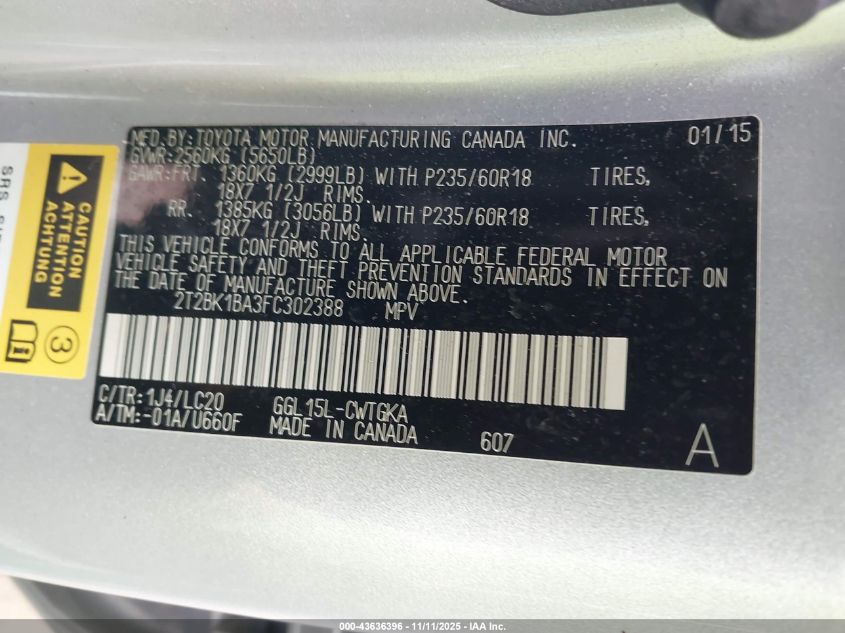 MFD.BY:TOYOTA MOTOR MANUFACTURING CANADA INC. 01/15
GVWR:2560KG (5650LB)
GAWR:FRT. 1360KG (2999LB) WITH P235/60R18 TIRES,
18X7 1/2J RIMS.
RR. 1385KG (3056LB) WITH P235/60R18 TIRES,
18X7 1/2J RIMS.
THIS VEHICLE CONFORMS TO ALL APPLICABLE FEDERAL MOTOR
VEHICLE SAFETY AND THEFT PREVENTION STANDARDS IN EFFECT ON
THE DATE OF MANUFACTURE SHOWN ABOVE.
2T2BK1BA3FC302388 MPV
C/TR:1J4/LC20 GGL15L-CWTGKA
A/TM:-01A/U660F MADE IN CANADA 607 A
CAUTION
ATTENTION
ACHTUNG
3
SRS
000-43636396 - 11/11/2025 - IAA Inc.